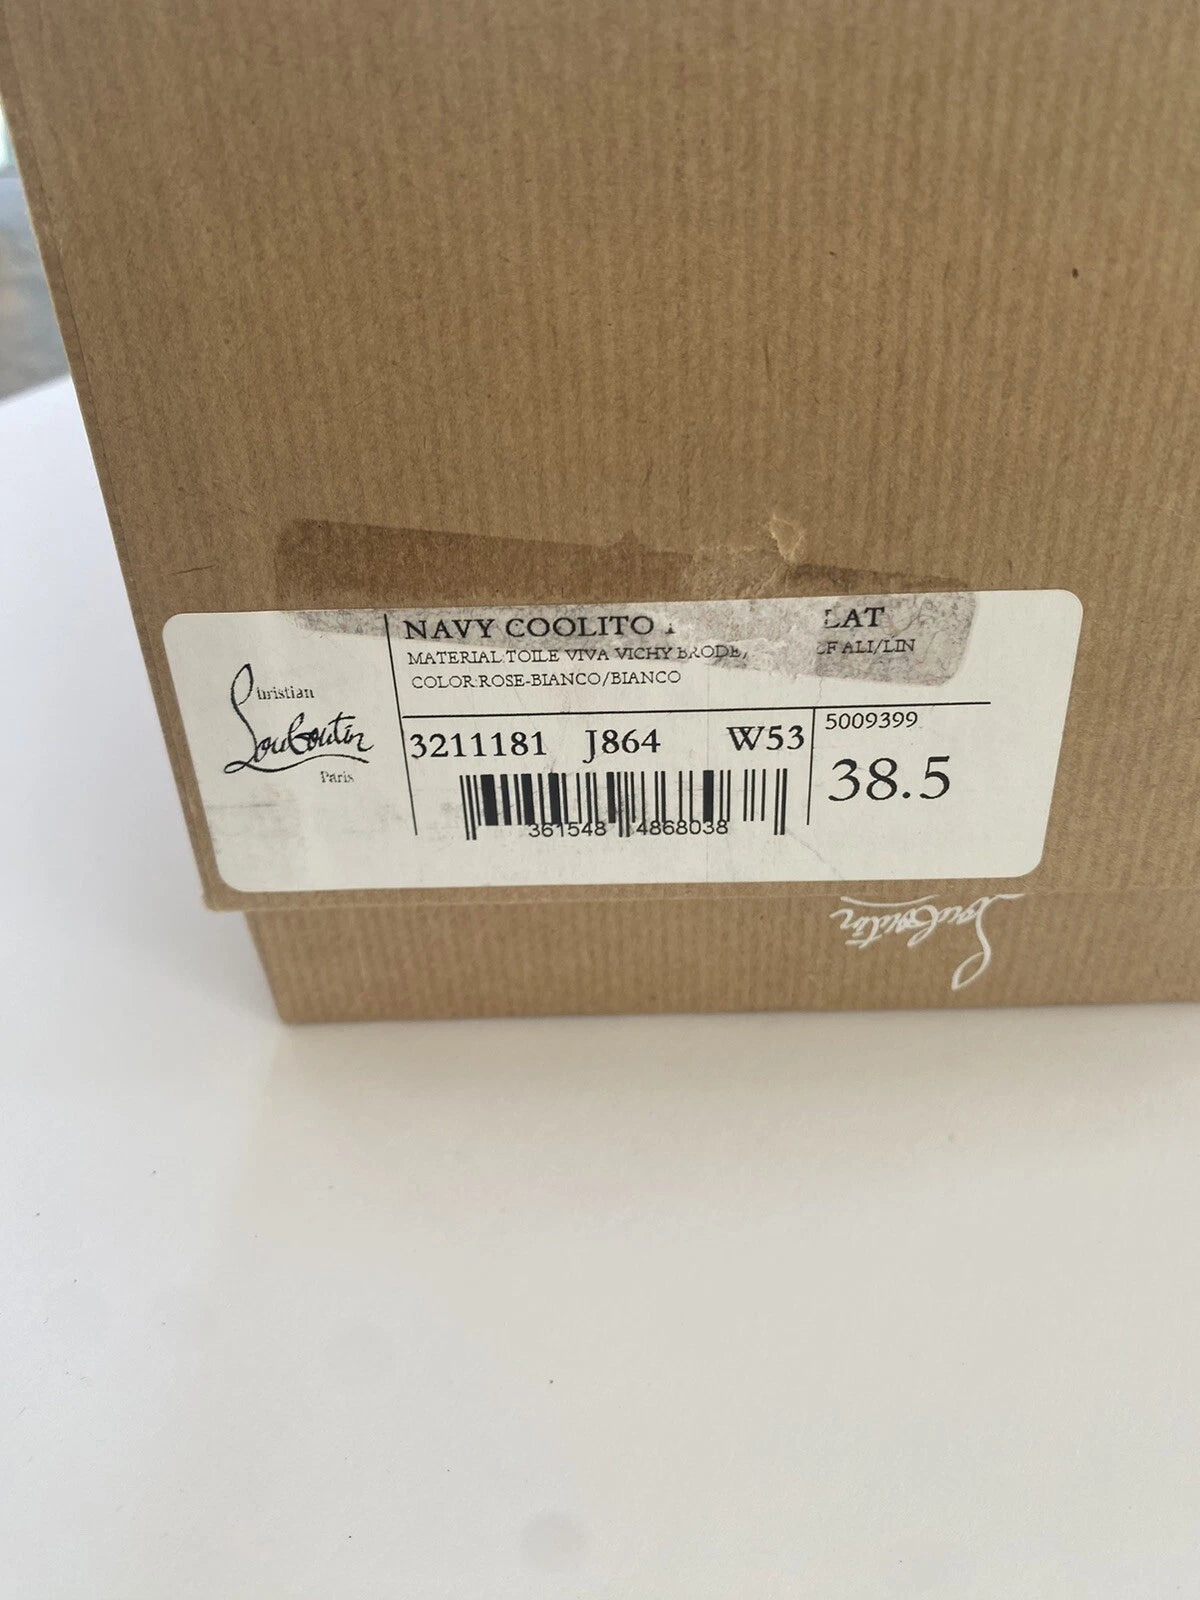 Christian
Louboutin
Paris
NAVY COOLITO LAT
MATERIAL:TOILE VIVA VICHY BRODE/ LF ALI/LIN
COLOR:ROSE-BIANCO/BIANCO
3211181 J864 W53
5009399
38.5
361548 4868038
Louboutin